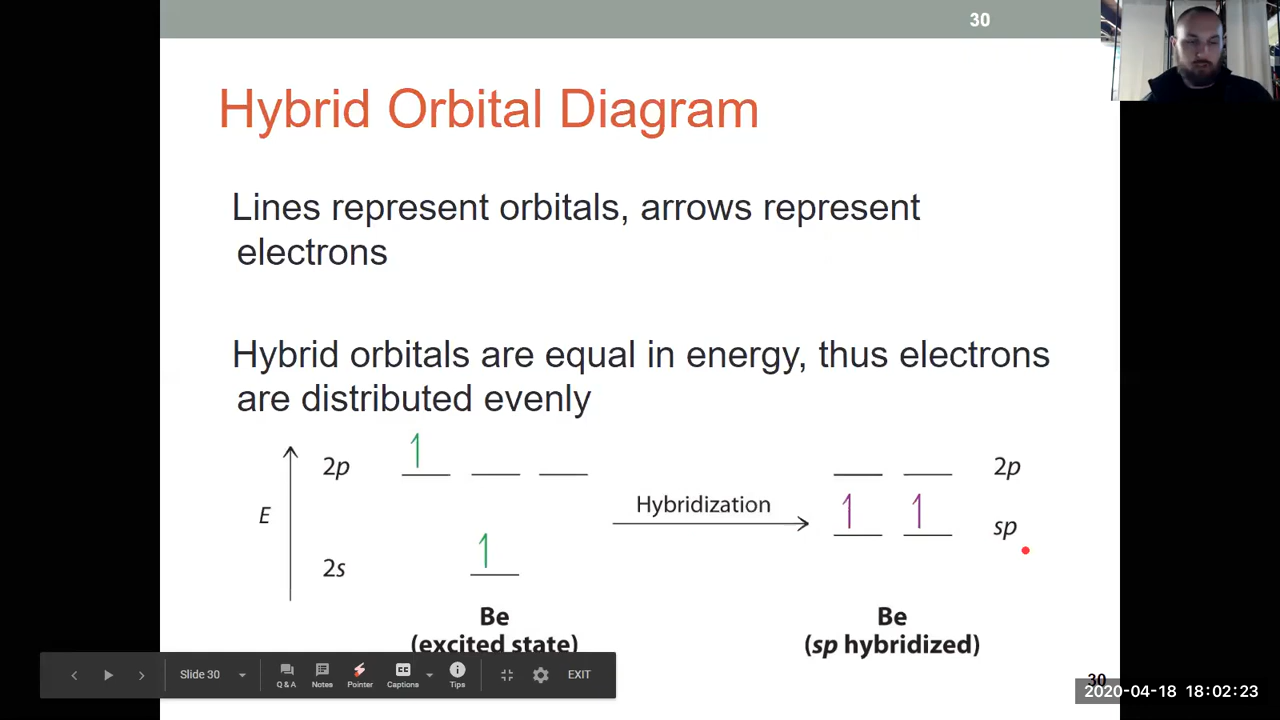 30
Hybrid Orbital Diagram
Lines represent orbitals, arrows represent
electrons
Hybrid orbitals are equal in energy, thus electrons
are distributed evenly
2p
2p
E
Hybridization
sp
2s
Be
(excited state)
Be
(sp hybridized)
Slide 30
Q & A
Notes
Pointer
CC
Captions
Tips
EXIT
30
2020-04-18 18:02:23